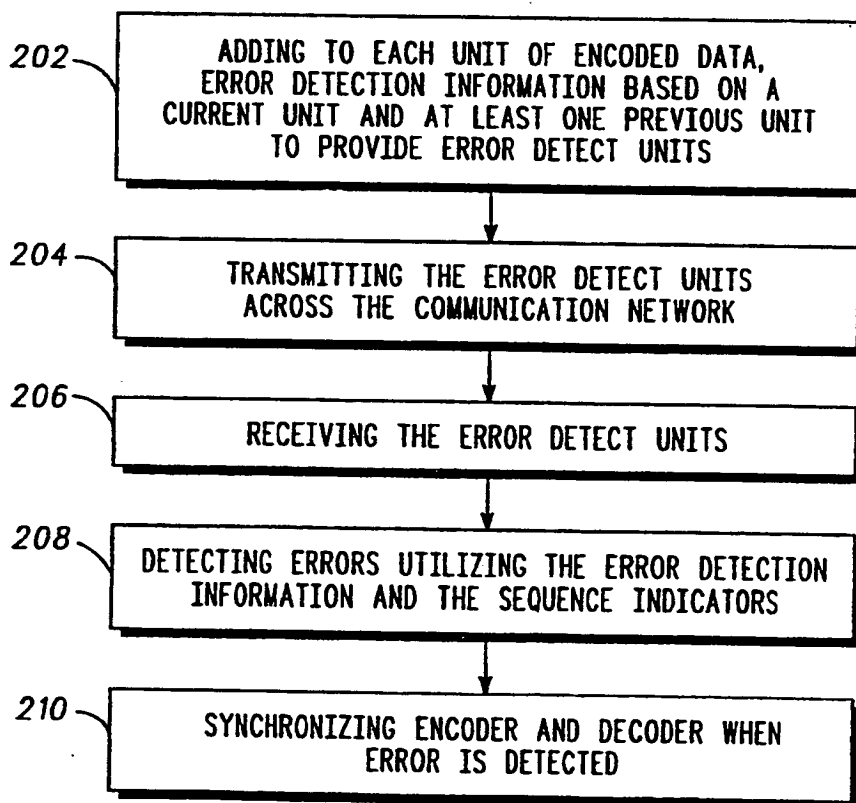 202
ADDING TO EACH UNIT OF ENCODED DATA,
ERROR DETECTION INFORMATION BASED ON A
CURRENT UNIT AND AT LEAST ONE PREVIOUS UNIT
TO PROVIDE ERROR DETECT UNITS
204
TRANSMITTING THE ERROR DETECT UNITS
ACROSS THE COMMUNICATION NETWORK
206
RECEIVING THE ERROR DETECT UNITS
208
DETECTING ERRORS UTILIZING THE ERROR DETECTION
INFORMATION AND THE SEQUENCE INDICATORS
210
SYNCHRONIZING ENCODER AND DECODER WHEN
ERROR IS DETECTED